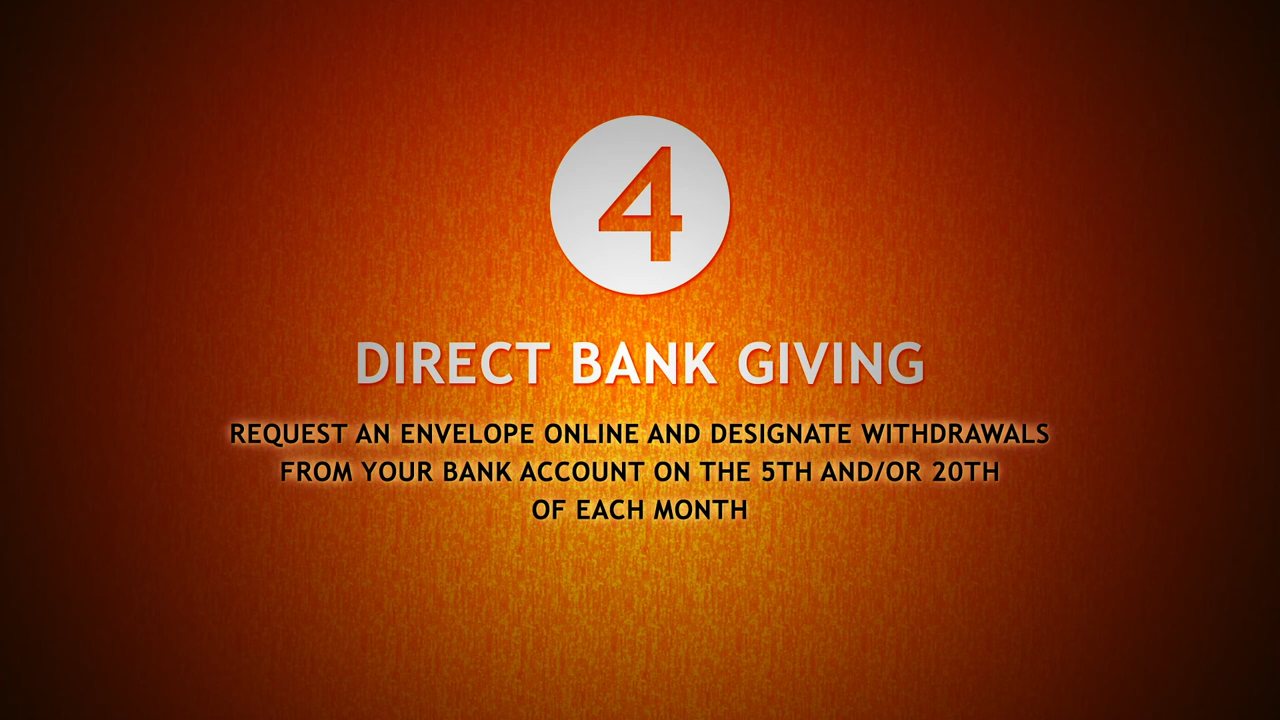 4
DIRECT BANK GIVING
REQUEST AN ENVELOPE ONLINE AND DESIGNATE WITHDRAWALS
FROM YOUR BANK ACCOUNT ON THE 5TH AND/OR 20TH
OF EACH MONTH